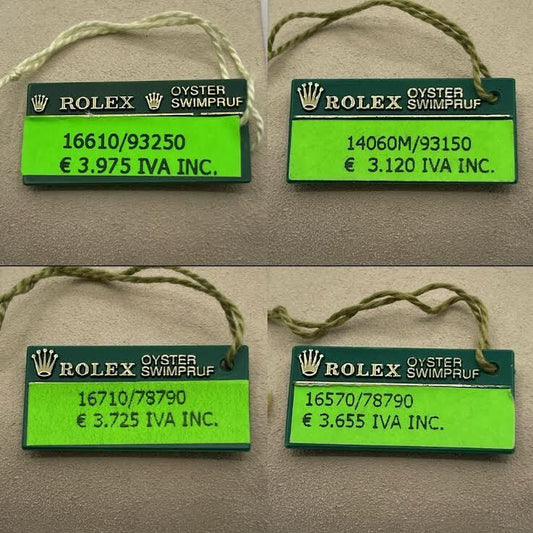 ROLEX OYSTER SWIMPRUF
16610/93250
€ 3.975 IVA INC.
ROLEX OYSTER SWIMPRUF
14060M/93150
€ 3.120 IVA INC.
ROLEX OYSTER SWIMPRUF
16710/78790
€ 3.725 IVA INC.
ROLEX OYSTER SWIMPRUF
16570/78790
€ 3.655 IVA INC.